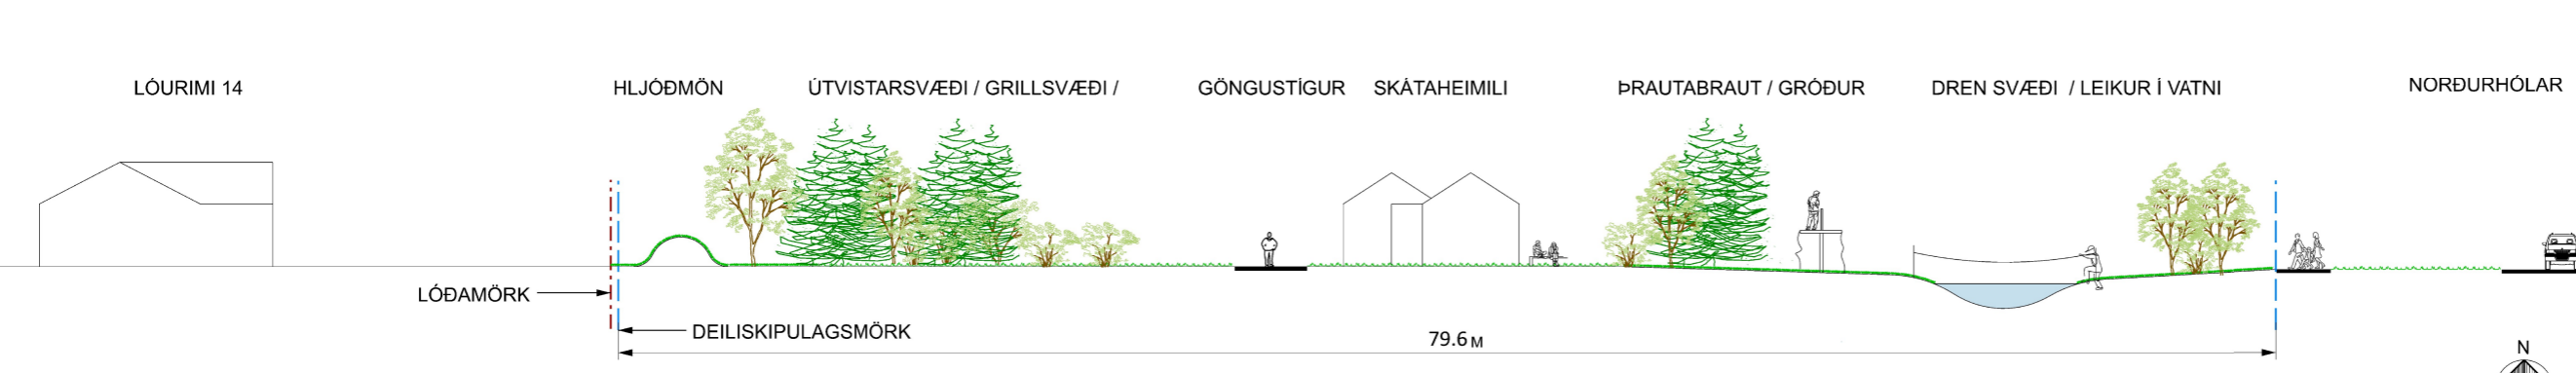 LÓURIMI 14
HLJÓÐMÖN
ÚTVISTARSVÆÐI / GRILLSVÆÐI /
GÖNGUSTÍGUR
SKÁTAHEIMILI
ÞRAUTABRAUT / GRÓÐUR
DREN SVÆÐI / LEIKUR Í VATNI
NORÐURHÓLAR
LÓÐAMÖRK
DEILISKIPULAGSMÖRK
79.6 M
N